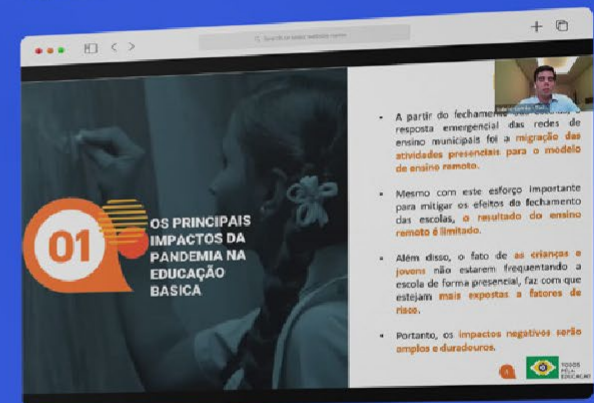 01
OS PRINCIPAIS
IMPACTOS DA
PANDEMIA NA
EDUCAÇÃO
BASICA
• A partir do fechamento
resposta emergencial das redes de
ensino municipais foi a migração das
atividades presenciais para o modelo
de ensino remoto.
• Mesmo com este esforço importante
para mitigar os efeitos do fechamento
das escolas, o resultado do ensino
remoto é limitado.
• Além disso, o fato de as crianças e
jovens não estarem frequentando a
escola de forma presencial, faz com que
estejam mais expostas a fatores de
risco.
• Portanto, os impactos negativos serão
amplos e duradouros.
TODOS
PELA
EDUCAÇÃO